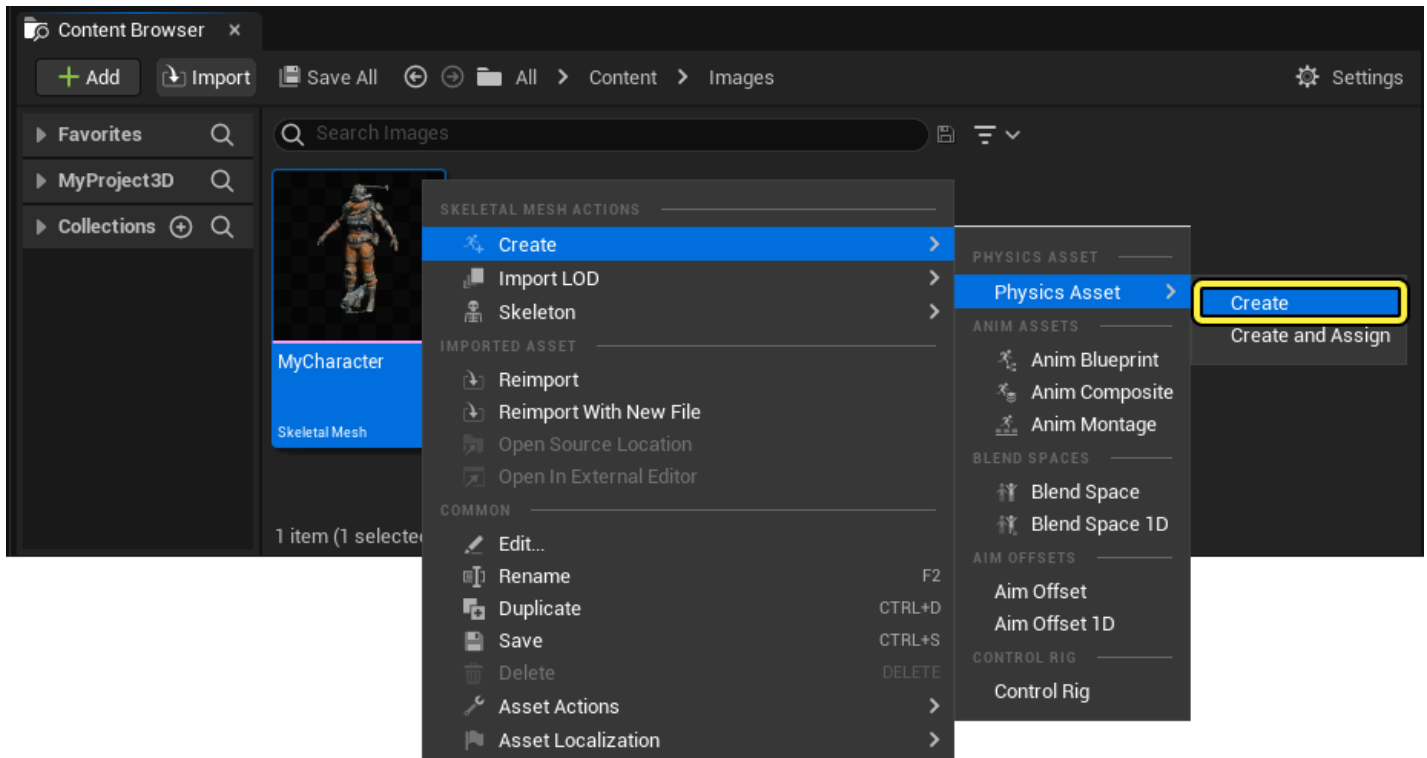 Content Browser ×
+ Add Import Save All All > Content > Images Settings
Favorites
MyProject3D
Collections
Search Images
MyCharacter
Skeletal Mesh
1 item (1 selecte
SKELETAL MESH ACTIONS
Create
Import LOD
Skeleton
IMPORTED ASSET
Reimport
Reimport With New File
Open Source Location
Open In External Editor
COMMON
Edit...
Rename F2
Duplicate CTRL+D
Save CTRL+S
Delete DELETE
Asset Actions
Asset Localization
PHYSICS ASSET
Physics Asset
ANIM ASSETS
Anim Blueprint
Anim Composite
Anim Montage
BLEND SPACES
Blend Space
Blend Space 1D
AIM OFFSETS
Aim Offset
Aim Offset 1D
CONTROL RIG
Control Rig
Create
Create and Assign